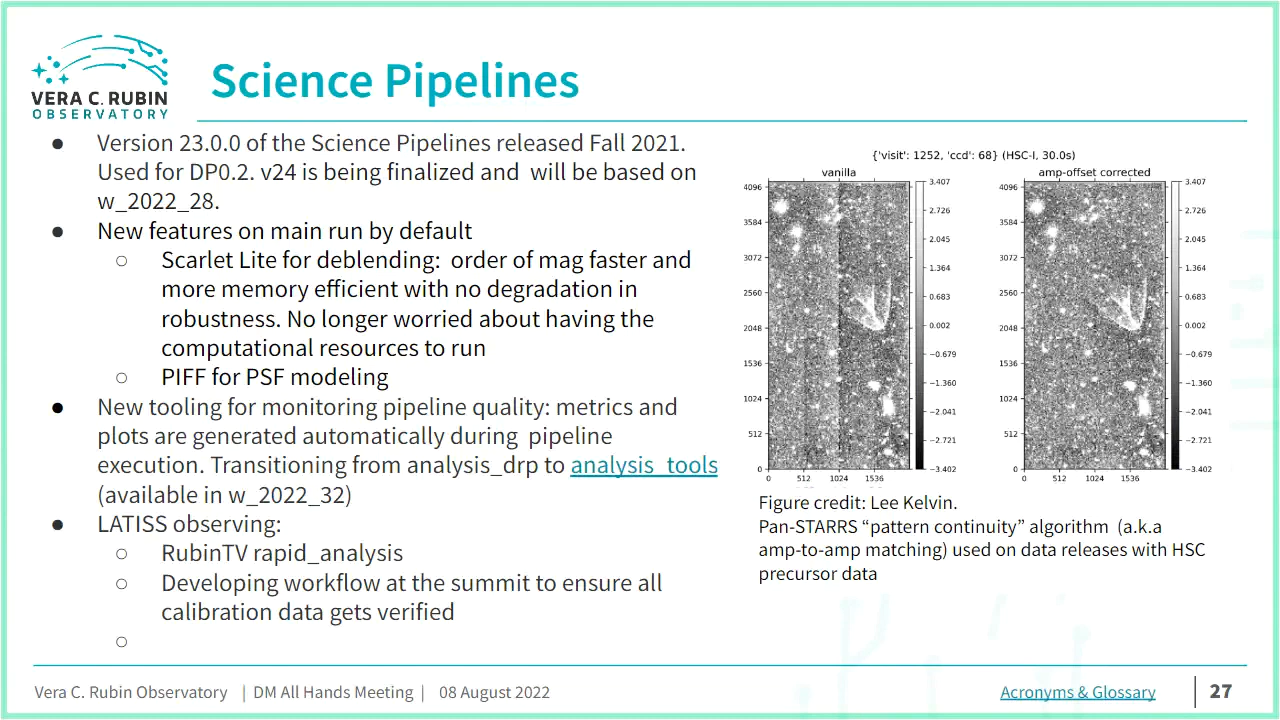 VERA C. RUBIN
OBSERVATORY
Science Pipelines
● Version 23.0.0 of the Science Pipelines released Fall 2021.
Used for DP0.2. v24 is being finalized and will be based on
w_2022_28.
● New features on main run by default
○ Scarlet Lite for deblending: order of mag faster and
more memory efficient with no degradation in
robustness. No longer worried about having the
computational resources to run
○ PIFF for PSF modeling
● New tooling for monitoring pipeline quality: metrics and
plots are generated automatically during pipeline
execution. Transitioning from analysis_drp to analysis_tools
(available in w_2022_32)
● LATISS observing:
○ RubinTV rapid_analysis
○ Developing workflow at the summit to ensure all
calibration data gets verified
○
{'visit': 1252, 'ccd': 68} (HSC-I, 30.0s)
vanilla
4096
3584
3072
2560
2048
1536
1024
512
0
0 512 1024 1536
3.407
2.726
2.045
1.364
0.683
0.002
−0.679
−1.360
−2.041
−2.721
−3.402
amp-offset corrected
4096
3584
3072
2560
2048
1536
1024
512
0
0 512 1024 1536
3.407
2.726
2.045
1.364
0.683
0.002
−0.679
−1.360
−2.041
−2.721
−3.402
Figure credit: Lee Kelvin.
Pan-STARRS “pattern continuity” algorithm (a.k.a
amp-to-amp matching) used on data releases with HSC
precursor data
Vera C. Rubin Observatory | DM All Hands Meeting | 08 August 2022
Acronyms & Glossary
27